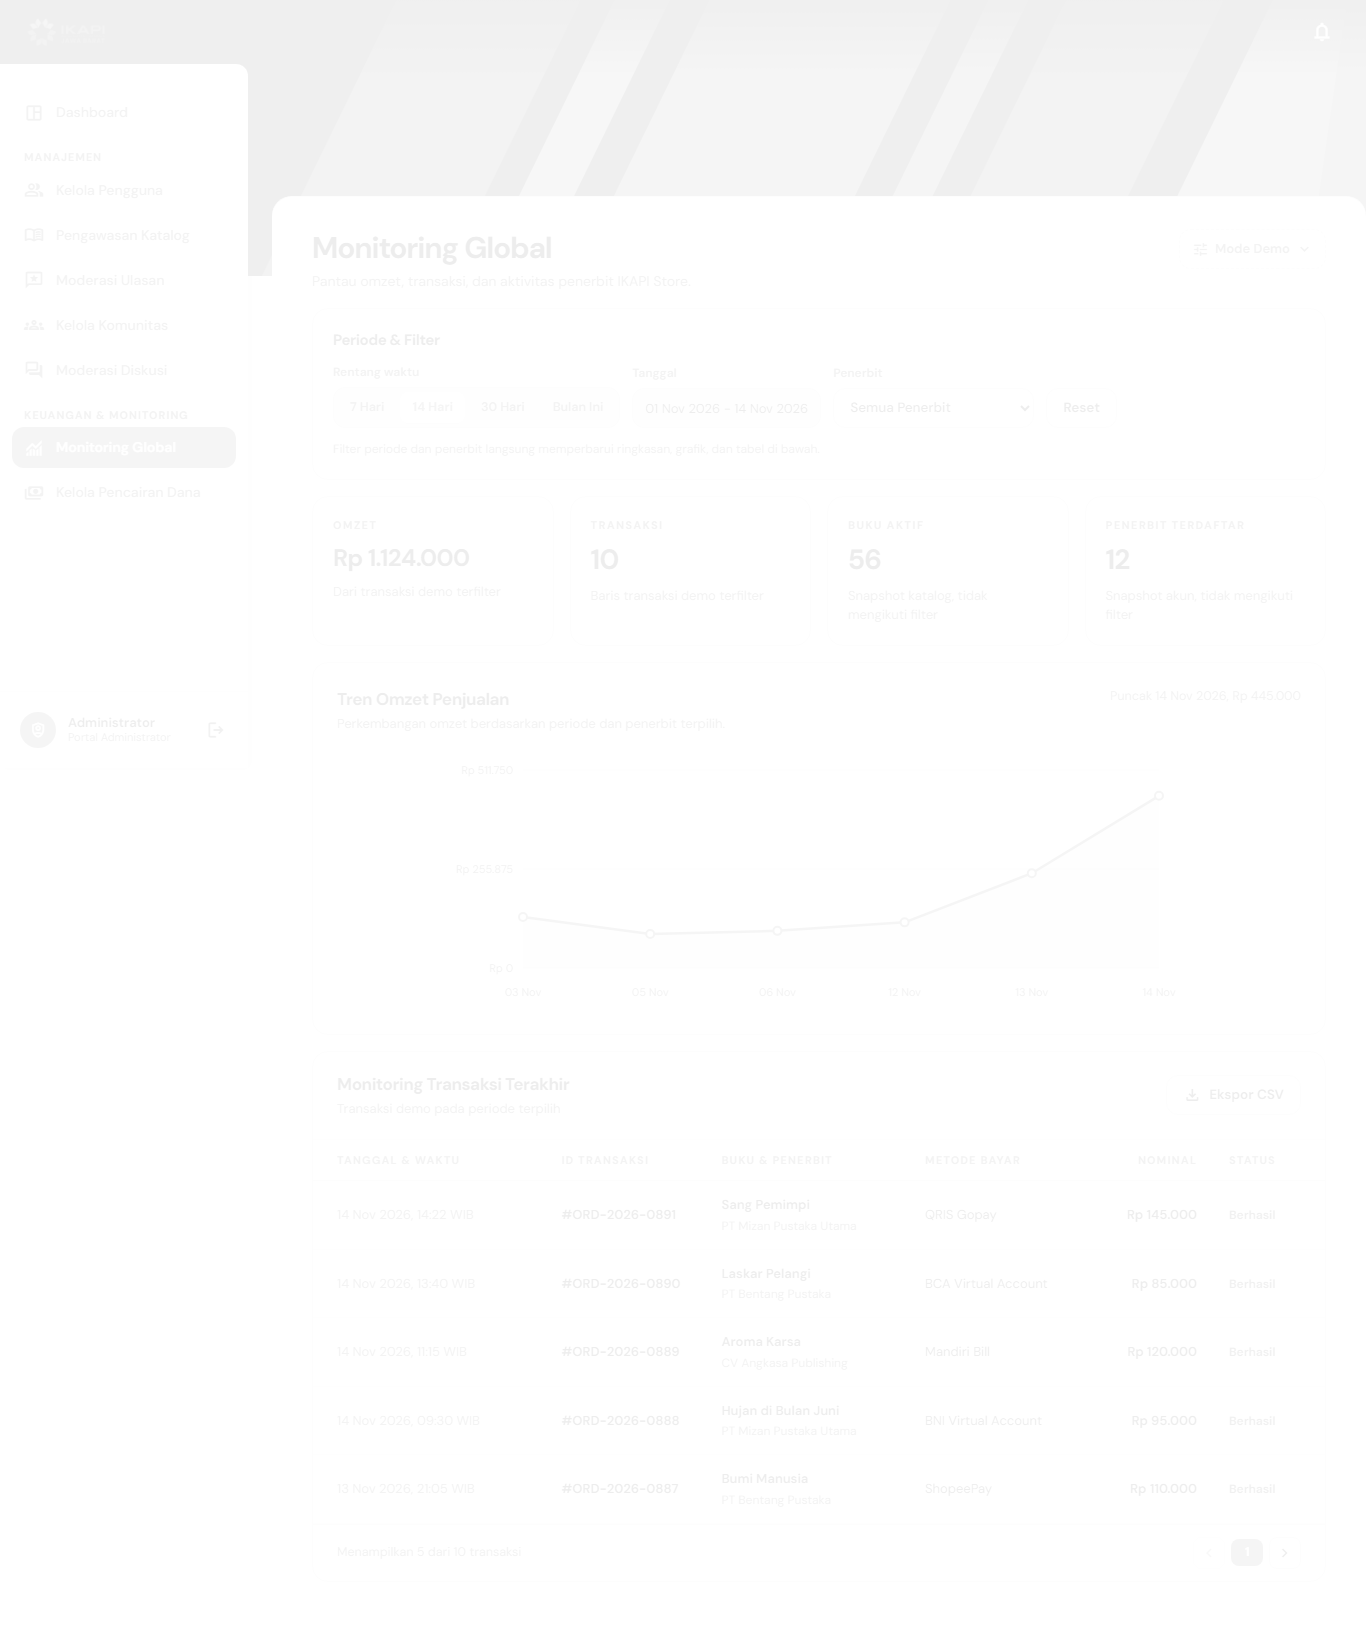 IKAPI
Dashboard
MANAJEMEN
Kelola Pengguna
Pengawasan Katalog
Moderasi Ulasan
Kelola Komunitas
Moderasi Diskusi
KEUANGAN & MONITORING
Monitoring Global
Kelola Pencairan Dana
Administrator
Portal Administrator
Monitoring Global
Mode Demo
Pantau omzet, transaksi, dan aktivitas penerbit IKAPI Store.
Periode & Filter
Rentang waktu
Tanggal
Penerbit
7 Hari
14 Hari
30 Hari
Bulan Ini
01 Nov 2026 – 14 Nov 2026
Semua Penerbit
Reset
Filter periode dan penerbit langsung memperbarui ringkasan, grafik, dan tabel di bawah.
OMZET
Rp 1.124.000
Dari transaksi demo terfilter
TRANSAKSI
10
Baris transaksi demo terfilter
BUKU AKTIF
56
Snapshot katalog, tidak
mengikuti filter
PENERBIT TERDAFTAR
12
Snapshot akun, tidak mengikuti
filter
Tren Omzet Penjualan
Puncak 14 Nov 2026, Rp 445.000
Perkembangan omzet berdasarkan periode dan penerbit terpilih.
Rp 511.750
Rp 255.875
Rp 0
03 Nov
05 Nov
06 Nov
12 Nov
13 Nov
14 Nov
Monitoring Transaksi Terakhir
Transaksi demo pada periode terpilih
Ekspor CSV
TANGGAL & WAKTU ID TRANSAKSI BUKU & PENERBIT METODE BAYAR NOMINAL STATUS
14 Nov 2026, 14.22 WIB #ORD-2026-0891 Sang Pemimpi QRIS Gopay Rp 145.000 Berhasil
PT Mizan Pustaka Utama
14 Nov 2026, 13:40 WIB #ORD-2026-0890 Laskar Pelangi BCA Virtual Account Rp 85.000 Berhasil
PT Bentang Pustaka
14 Nov 2026, 11:15 WIB #ORD-2026-0889 Aroma Karsa Mandiri Bill Rp 120.000 Berhasil
CV Angkasa Publishing
14 Nov 2026, 09:30 WIB #ORD-2026-0888 Hujan di Bulan Juni BNI Virtual Account Rp 95.000 Berhasil
PT Mizan Pustaka Utama
13 Nov 2026, 21:05 WIB #ORD-2026-0887 Bumi Manusia ShopeePay Rp 110.000 Berhasil
PT Bentang Pustaka
Menampilkan 5 dari 10 transaksi
1